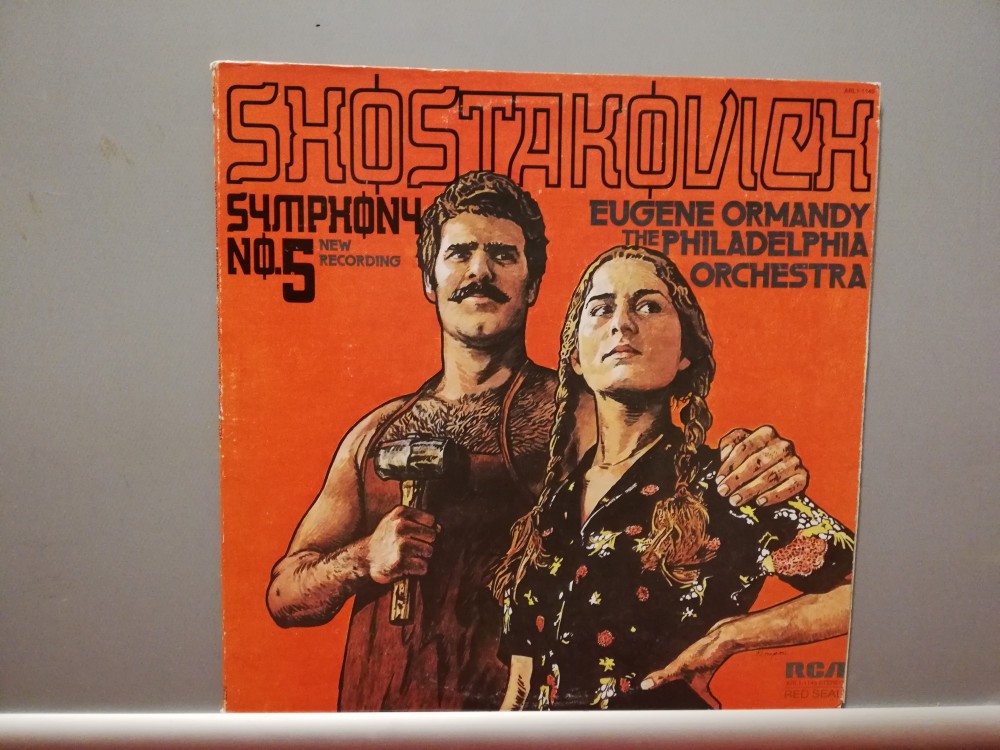 SHOSTAKOVICH
SYMPHONY
NO.5
NEW
RECORDING
EUGENE ORMANDY
THE PHILADELPHIA
ORCHESTRA
RCA
RED SEAL